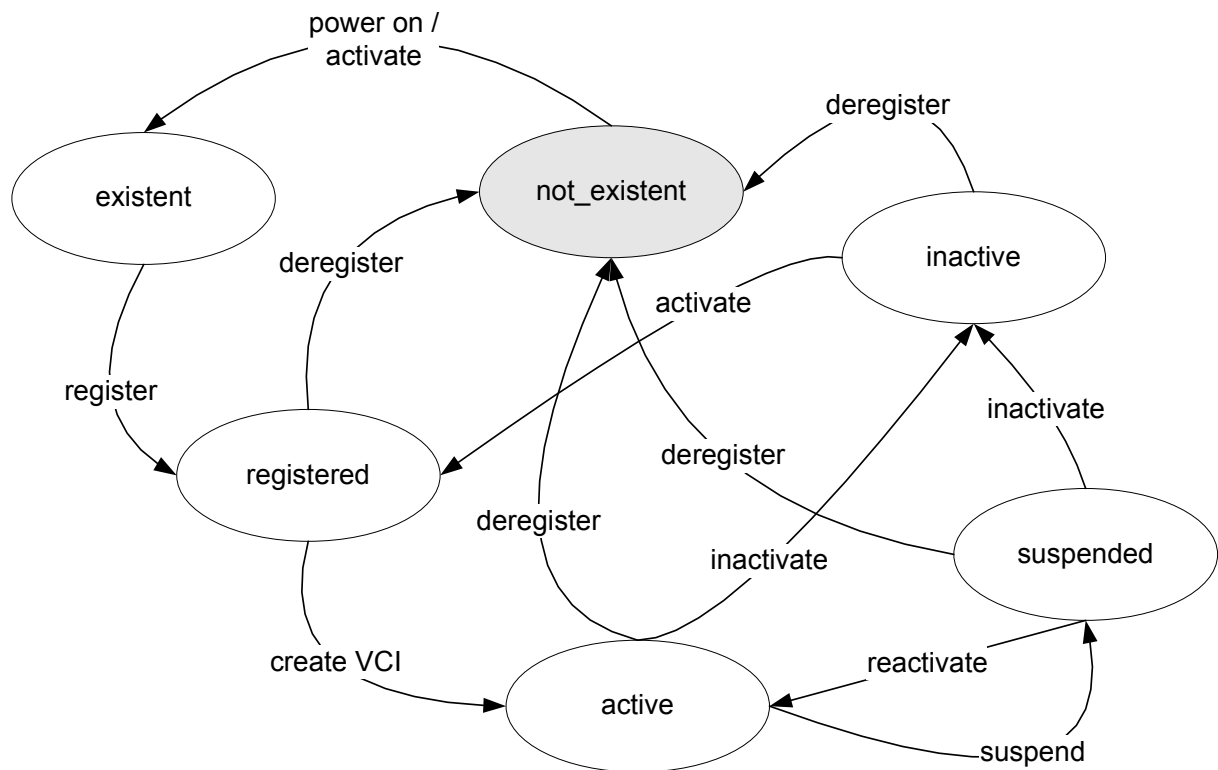 power on /
activate
deregister
existent
not_existent
inactive
deregister
activate
register
inactivate
deregister
registered
deregister
inactivate
suspended
create VCI
reactivate
active
suspend